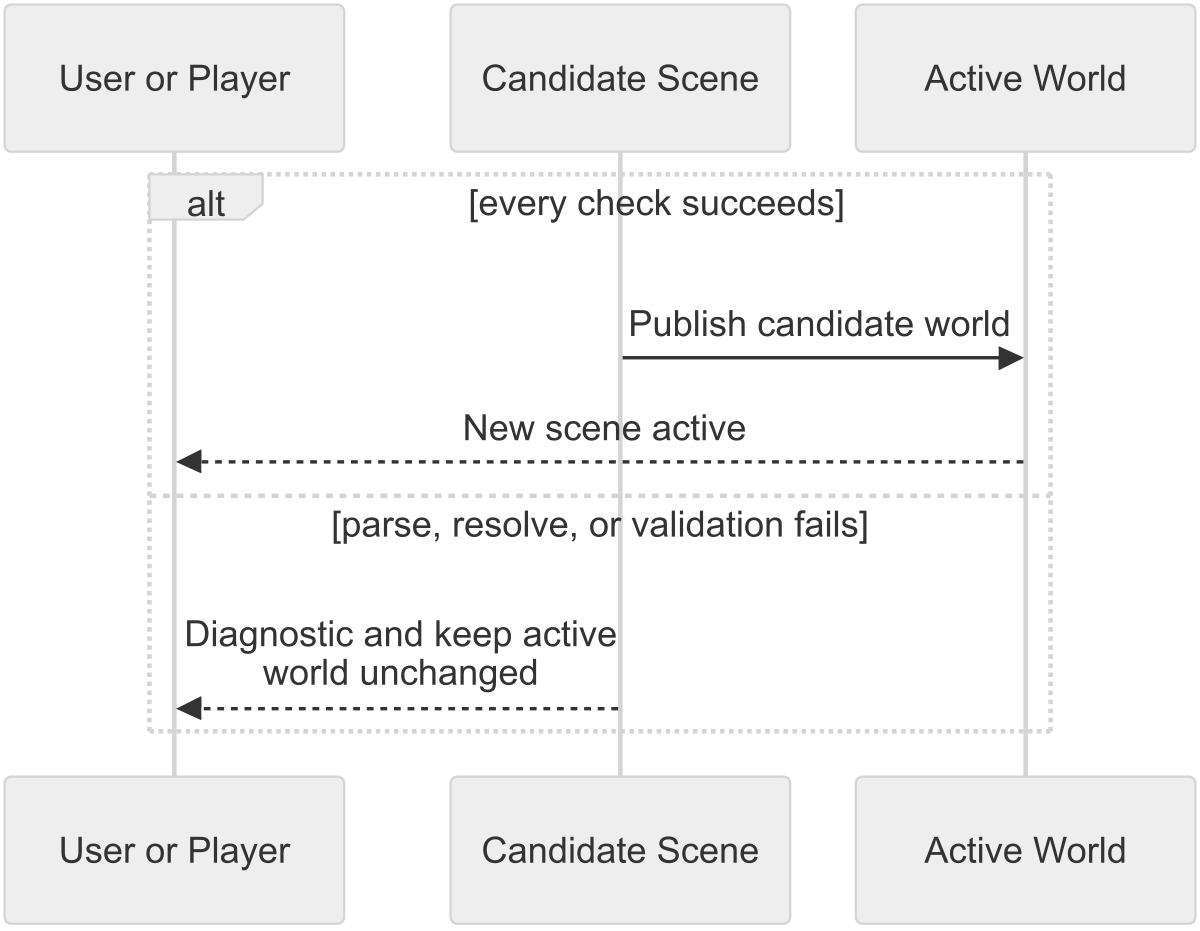 User or Player
Candidate Scene
Active World
alt
[every check succeeds]
Publish candidate world
New scene active
[parse, resolve, or validation fails]
Diagnostic and keep active
world unchanged
User or Player
Candidate Scene
Active World